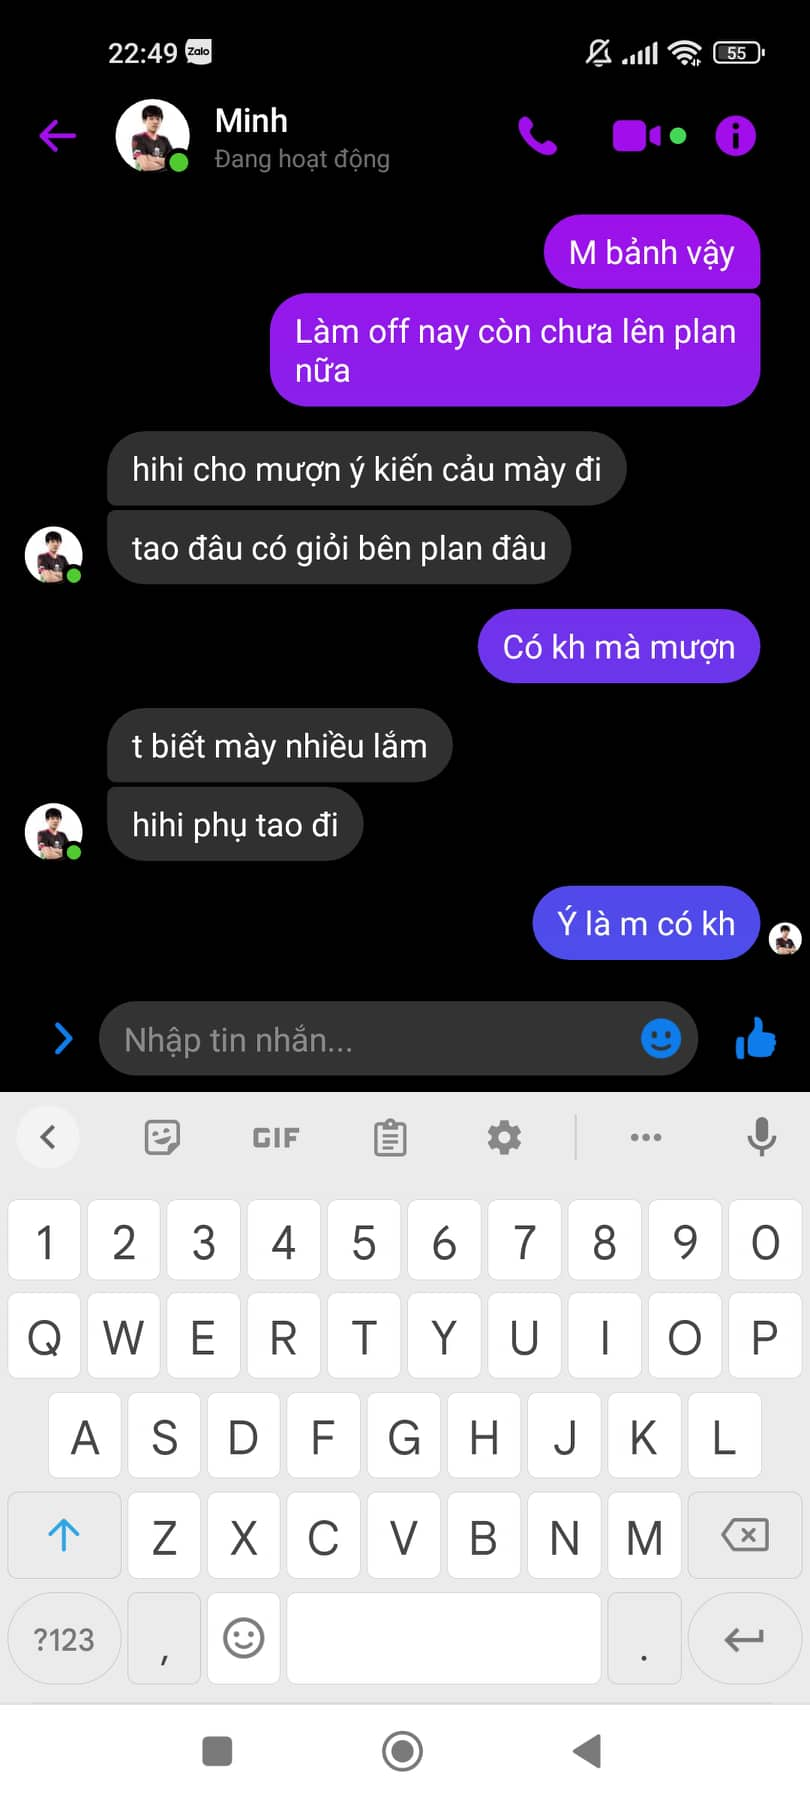 22:49 Zalo 55
Minh
Đang hoạt động
M bảnh vậy
Làm off nay còn chưa lên plan
nữa
hihi cho mượn ý kiến cảu mày đi
tao đâu có giỏi bên plan đâu
Có kh mà mượn
t biết mày nhiều lắm
hihi phụ tao đi
Ý là m có kh
Nhập tin nhắn...
GIF
1 2 3 4 5 6 7 8 9 0
Q W E R T Y U I O P
A S D F G H J K L
Z X C V B N M
?123 , .